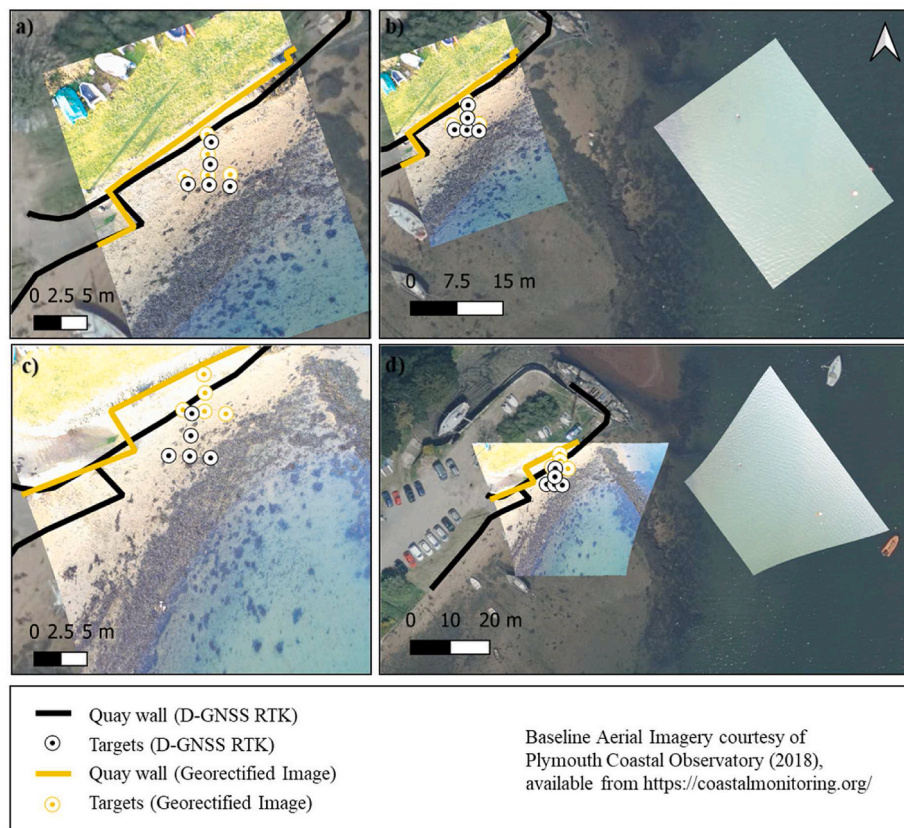 a)
0 2.5 5 m
b)
0 7.5 15 m
c)
0 2.5 5 m
d)
0 10 20 m
Quay wall (D-GNSS RTK)
Targets (D-GNSS RTK)
Quay wall (Georectified Image)
Targets (Georectified Image)
Baseline Aerial Imagery courtesy of
Plymouth Coastal Observatory (2018),
available from https://coastalmonitoring.org/